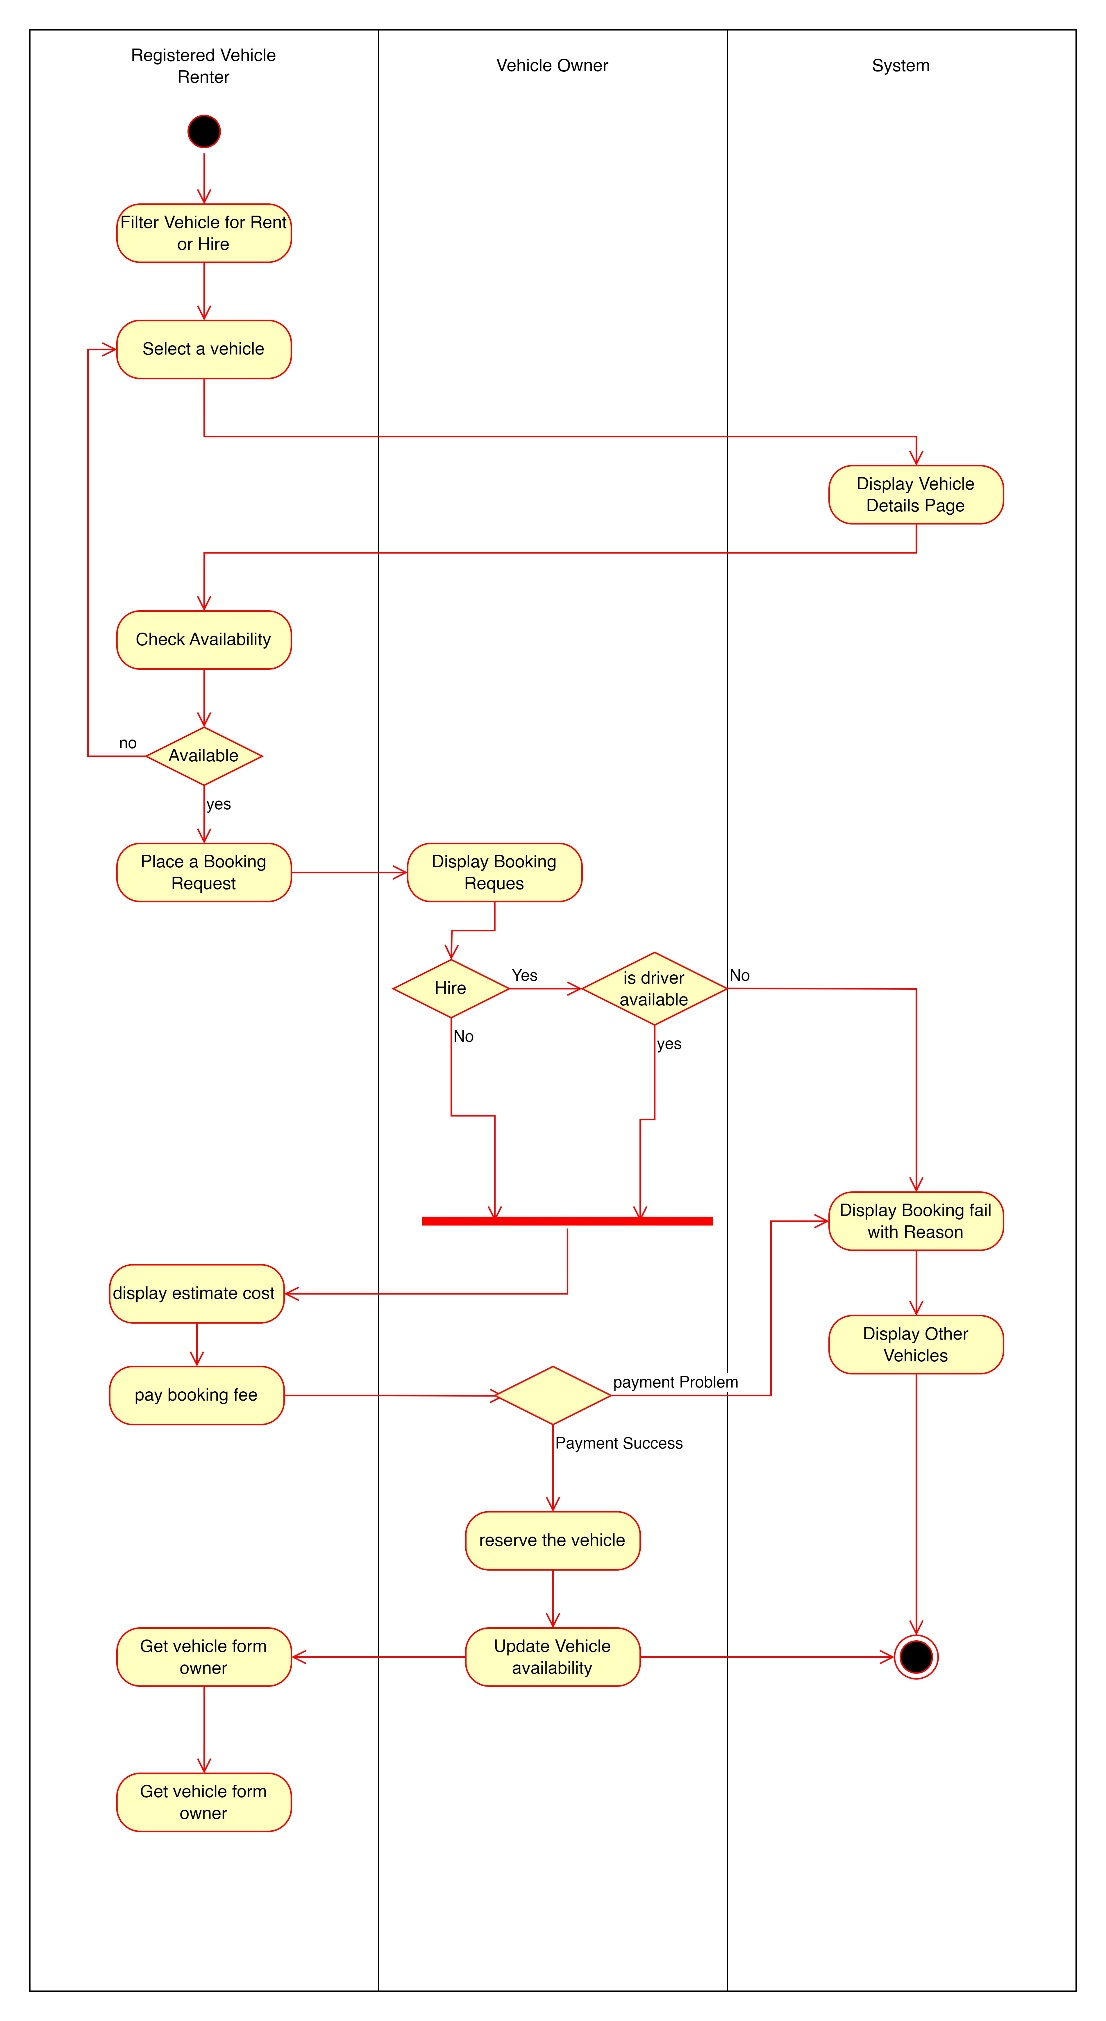 Registered Vehicle
Renter
Vehicle Owner
System
Filter Vehicle for Rent
or Hire
Select a vehicle
Display Vehicle
Details Page
Check Availability
no
Available
yes
Place a Booking
Request
Display Booking
Reques
Hire
Yes
is driver
available
No
No
yes
Display Booking fail
with Reason
display estimate cost
Display Other
Vehicles
pay booking fee
payment Problem
Payment Success
reserve the vehicle
Get vehicle form
owner
Update Vehicle
availability
Get vehicle form
owner